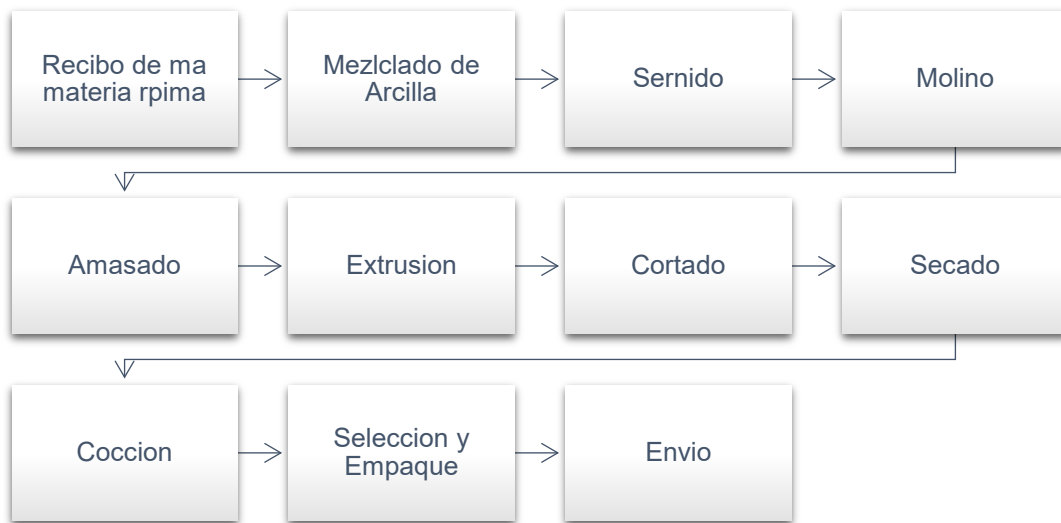 Recibo de ma
materia rpima
Mezlclado de
Arcilla
Sernido
Molino
Amasado
Extrusion
Cortado
Secado
Coccion
Seleccion y
Empaque
Envio